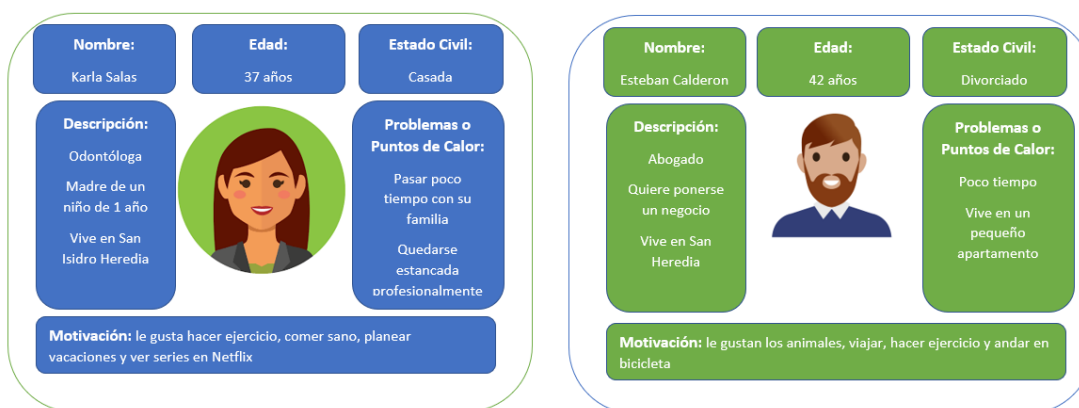 Nombre:
Karla Salas
Edad:
37 años
Estado Civil:
Casada
Descripción:
Odontóloga
Madre de un
niño de 1 año
Vive en San
Isidro Heredia
Problemas o
Puntos de Calor:
Pasar poco
tiempo con su
familia
Quedarse
estancada
profesionalmente
Motivación: le gusta hacer ejercicio, comer sano, planear
vacaciones y ver series en Netflix
Nombre:
Esteban Calderon
Edad:
42 años
Estado Civil:
Divorciado
Descripción:
Abogado
Quiere ponerse
un negocio
Vive en San
Heredia
Problemas o
Puntos de Calor:
Poco tiempo
Vive en un
pequeño
apartamento
Motivación: le gustan los animales, viajar, hacer ejercicio y andar en
bicicleta